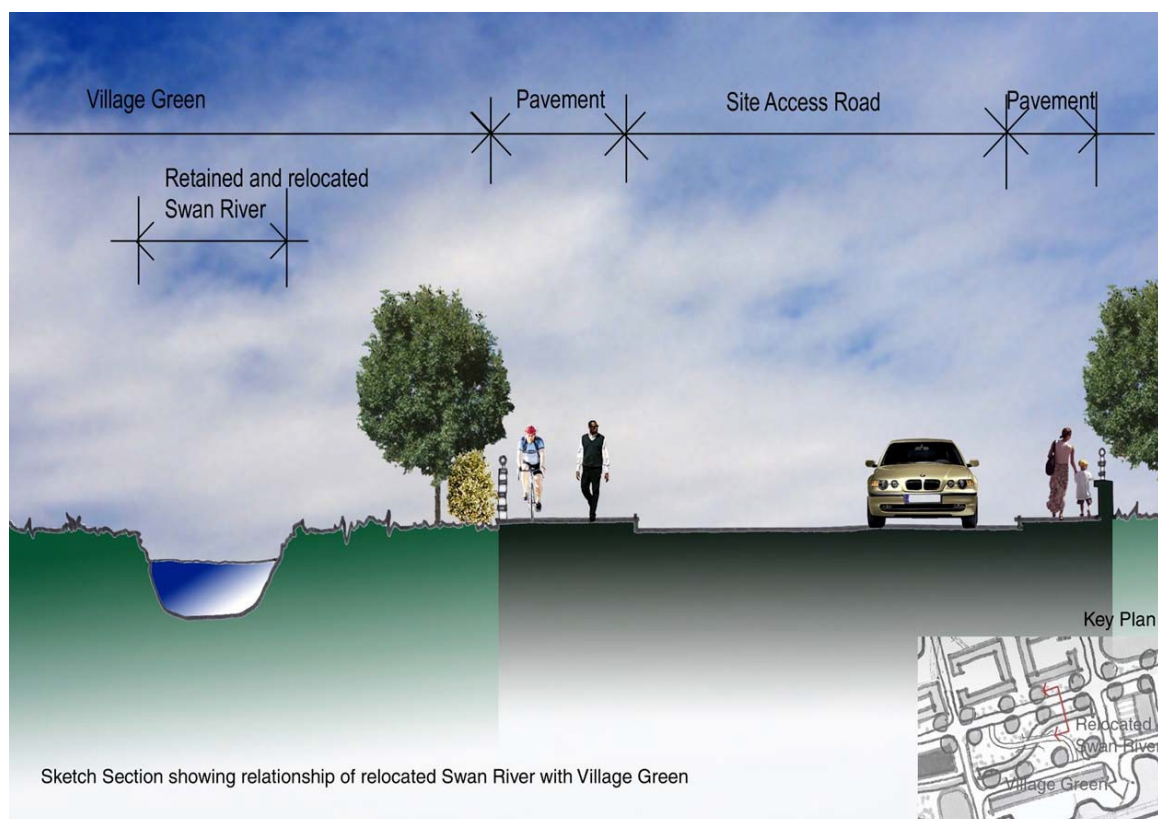 Village Green
Pavement
Site Access Road
Pavement
Retained and relocated
Swan River
Key Plan
Relocated
Swan River
Village Green
Sketch Section showing relationship of relocated Swan River with Village Green